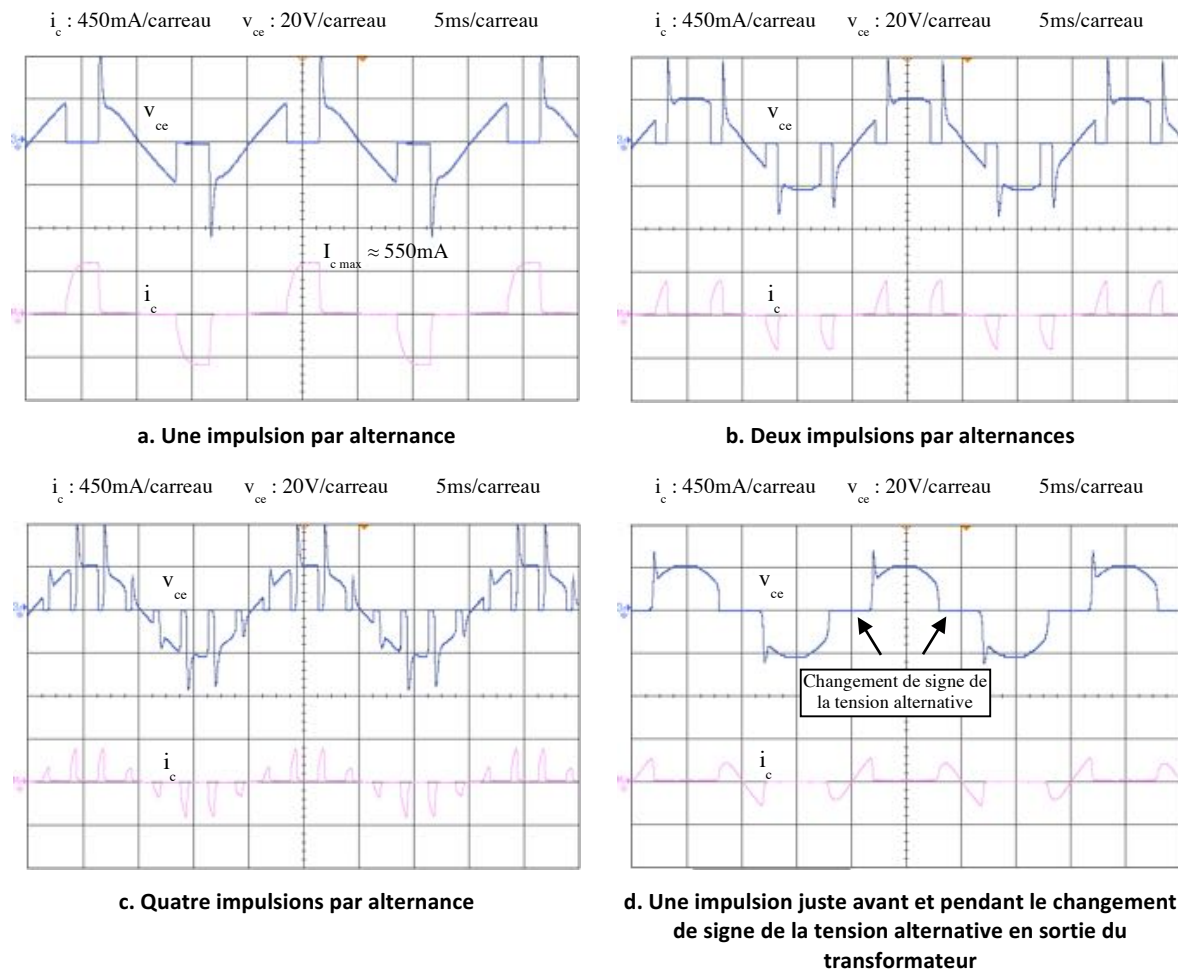 i_c : 450mA/carreau v_ce : 20V/carreau 5ms/carreau
v_ce
I_c max ≈ 550mA
i_c
a. Une impulsion par alternance
i_c : 450mA/carreau v_ce : 20V/carreau 5ms/carreau
v_ce
i_c
b. Deux impulsions par alternances
i_c : 450mA/carreau v_ce : 20V/carreau 5ms/carreau
v_ce
i_c
c. Quatre impulsions par alternance
i_c : 450mA/carreau v_ce : 20V/carreau 5ms/carreau
v_ce
Changement de signe de
la tension alternative
i_c
d. Une impulsion juste avant et pendant le changement
de signe de la tension alternative en sortie du
transformateur